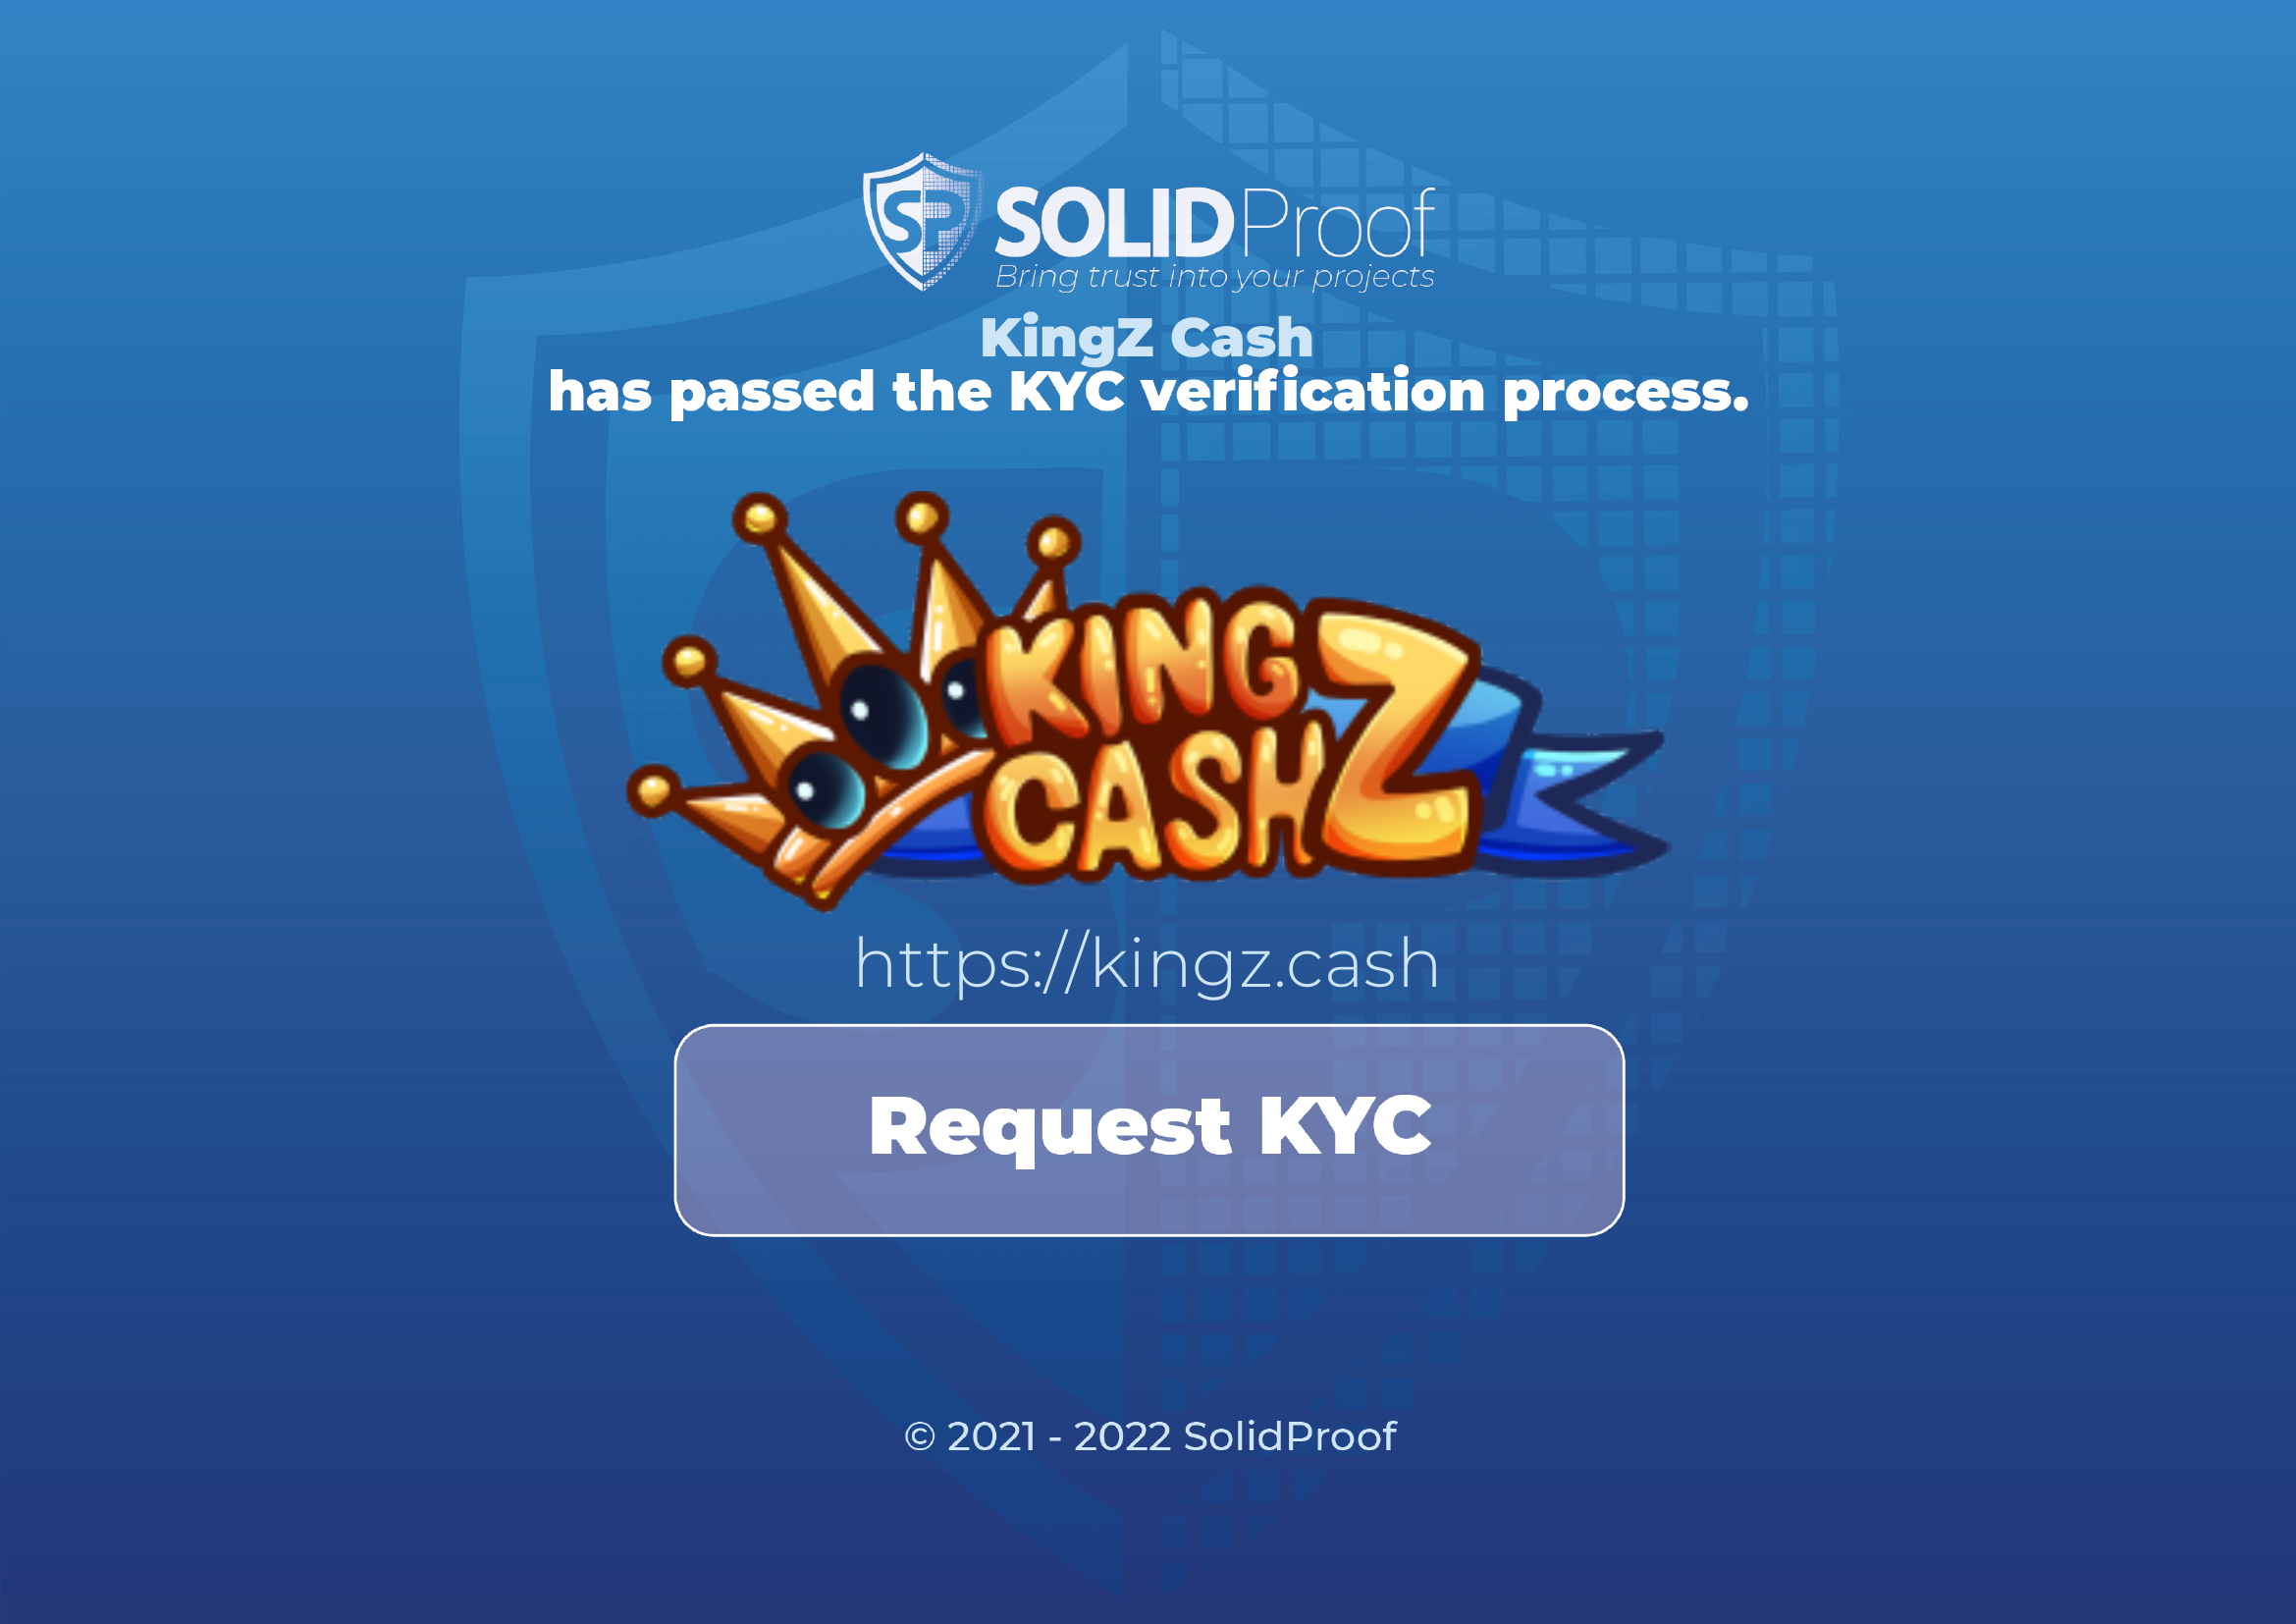 SP SOLIDProof
Bring trust into your projects
KingZ Cash
has passed the KYC verification process.
KING
CASH Z
https://kingz.cash
Request KYC
© 2021 - 2022 SolidProof